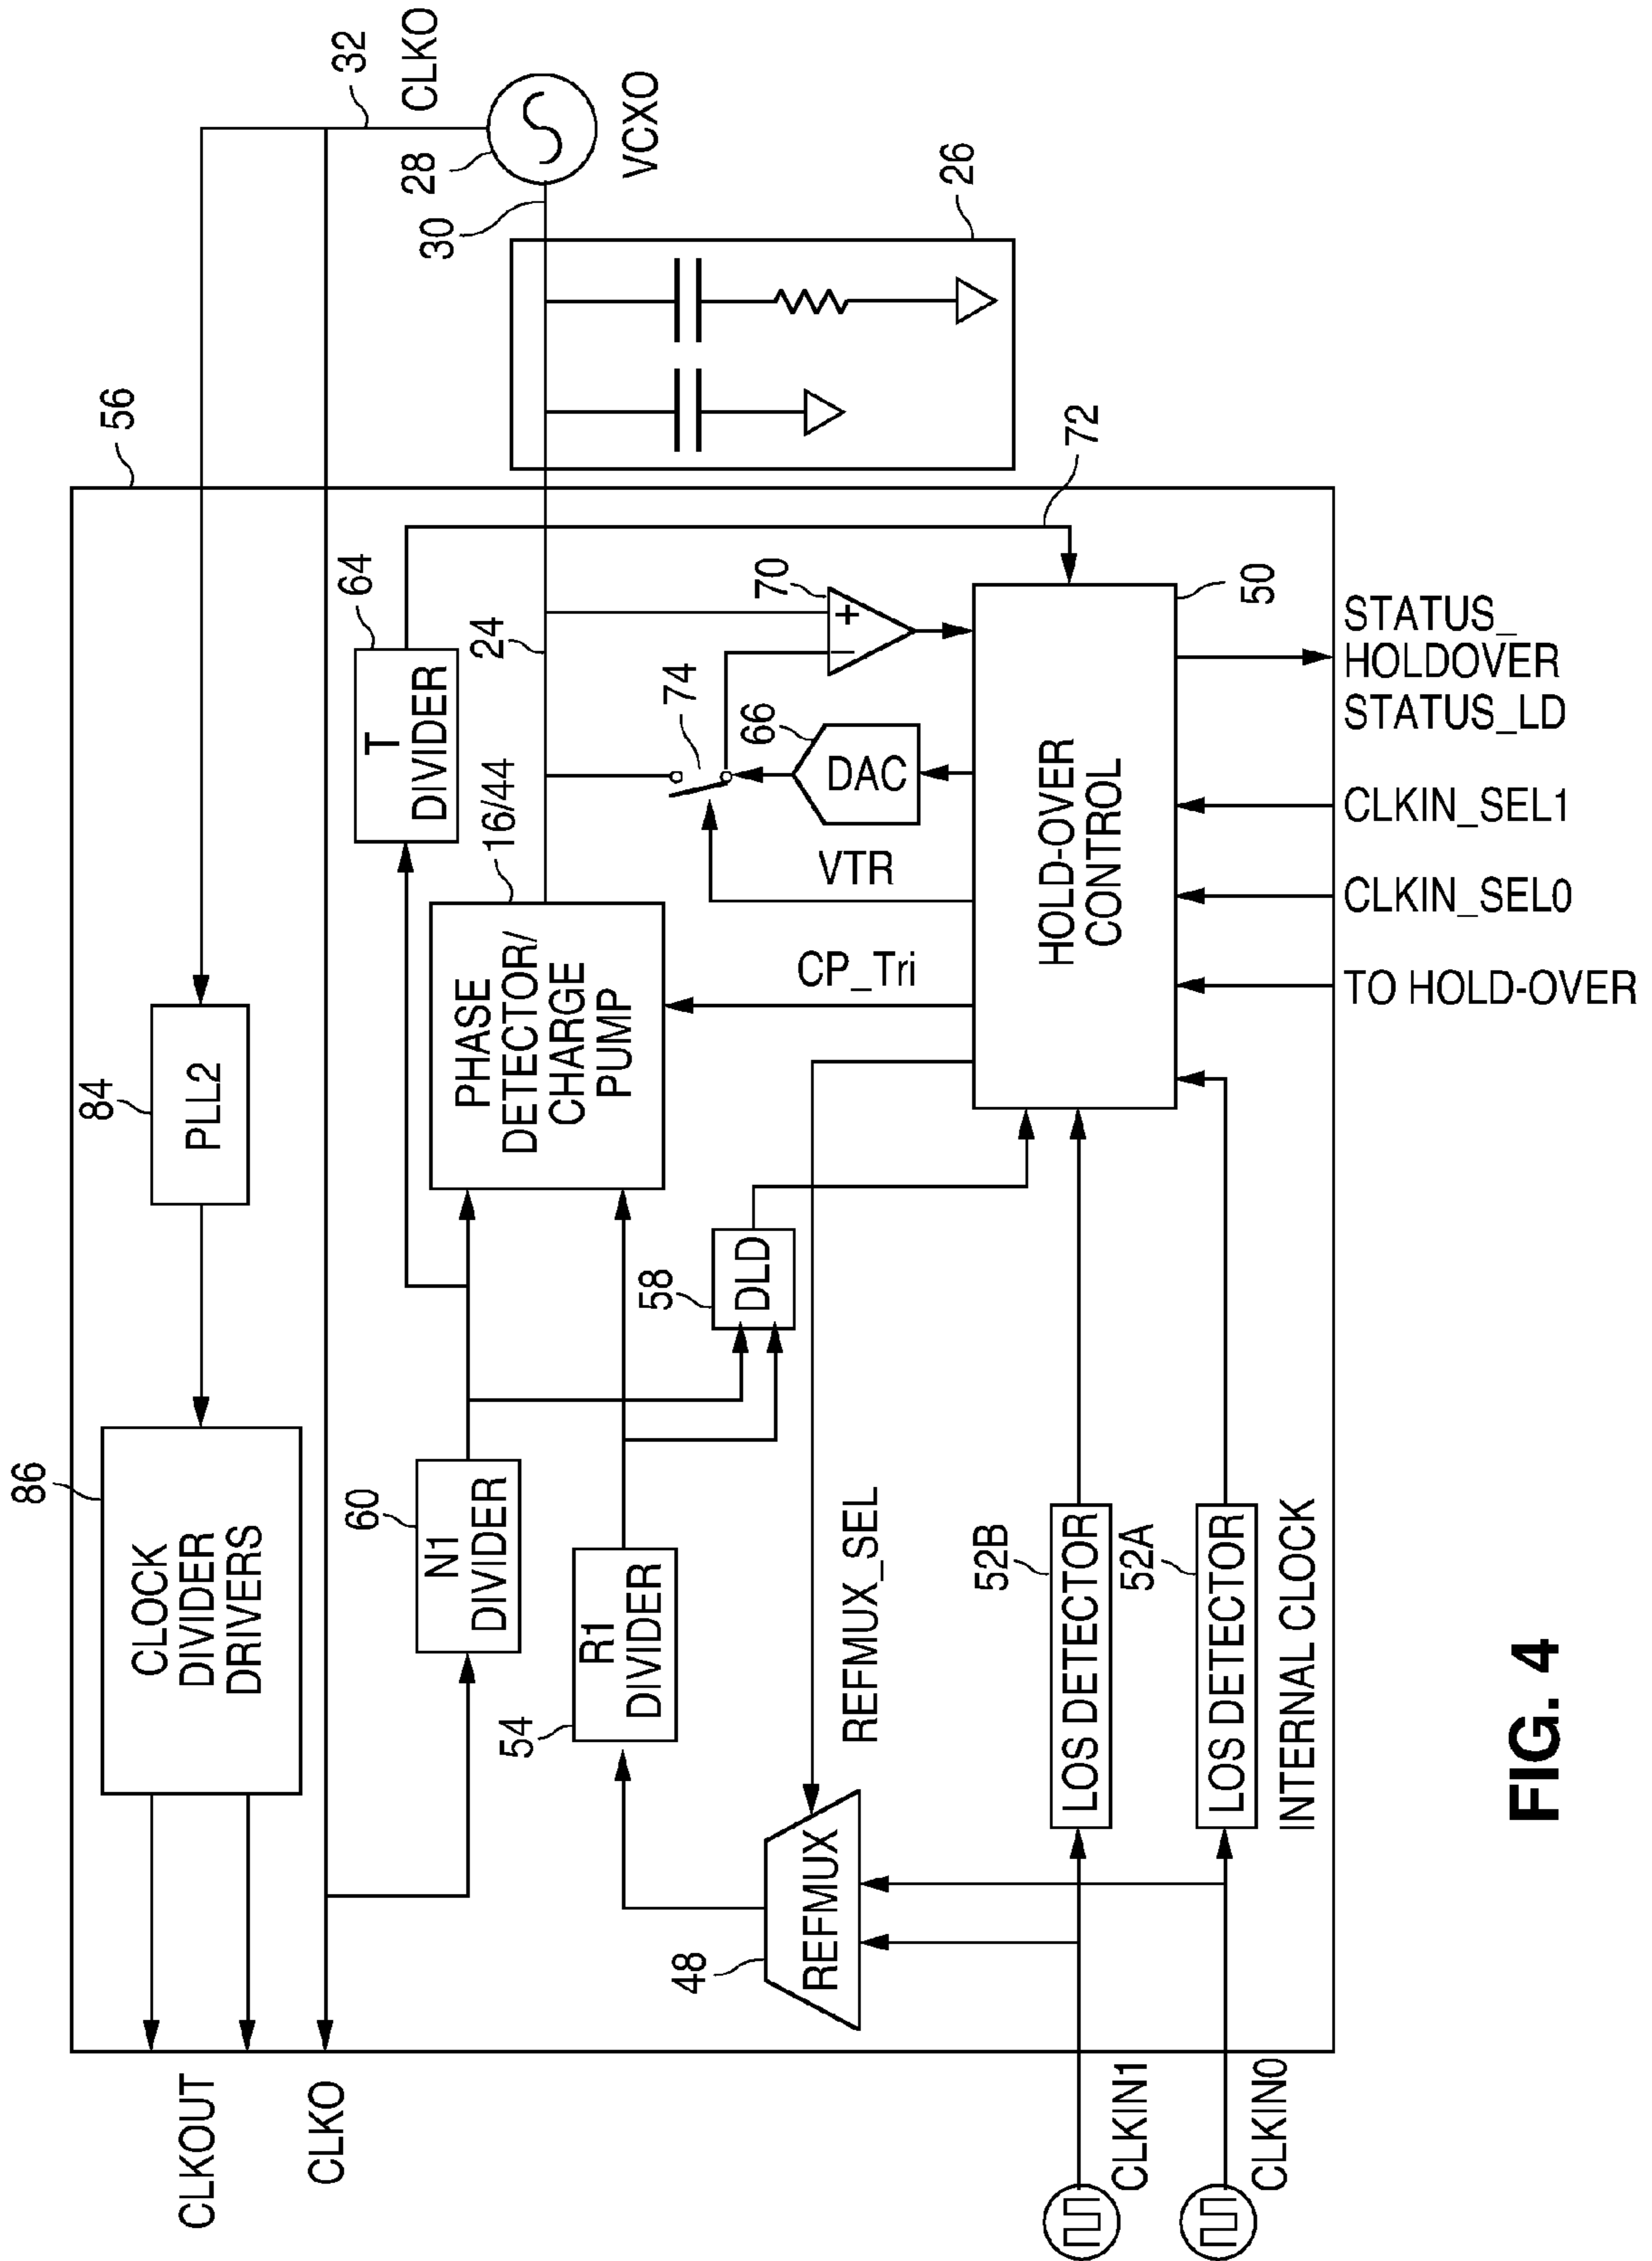 86
CLOCK
DIVIDER
DRIVERS
84
PLL2
56
32
CLKO
CLKOUT
CLKO
60
N1
DIVIDER
64
T
DIVIDER
54
R1
DIVIDER
PHASE
DETECTOR/
CHARGE
PUMP
16/44
24
30
28
VCXO
26
58
DLD
48
REFMUX
REFMUX_SEL
CP_Tri
VTR
74
66
DAC
70
+
−
72
HOLD-OVER
CONTROL
50
52B
LOS DETECTOR
52A
LOS DETECTOR
INTERNAL CLOCK
CLKIN1
CLKIN0
TO HOLD-OVER
CLKIN_SEL0
CLKIN_SEL1
STATUS_
HOLDOVER
STATUS_LD
FIG. 4